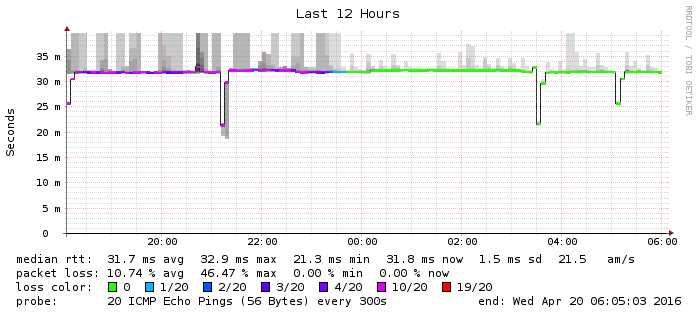 Last 12 Hours
RRDTOOL / TOBI OETIKER
Seconds
35 m
30 m
25 m
20 m
15 m
10 m
5 m
0
20:00 22:00 00:00 02:00 04:00 06:00
median rtt: 31.7 ms avg 32.9 ms max 21.3 ms min 31.8 ms now 1.5 ms sd 21.5 am/s
packet loss: 10.74 % avg 46.47 % max 0.00 % min 0.00 % now
loss color: 0 1/20 2/20 3/20 4/20 10/20 19/20
probe: 20 ICMP Echo Pings (56 Bytes) every 300s end: Wed Apr 20 06:05:03 2016